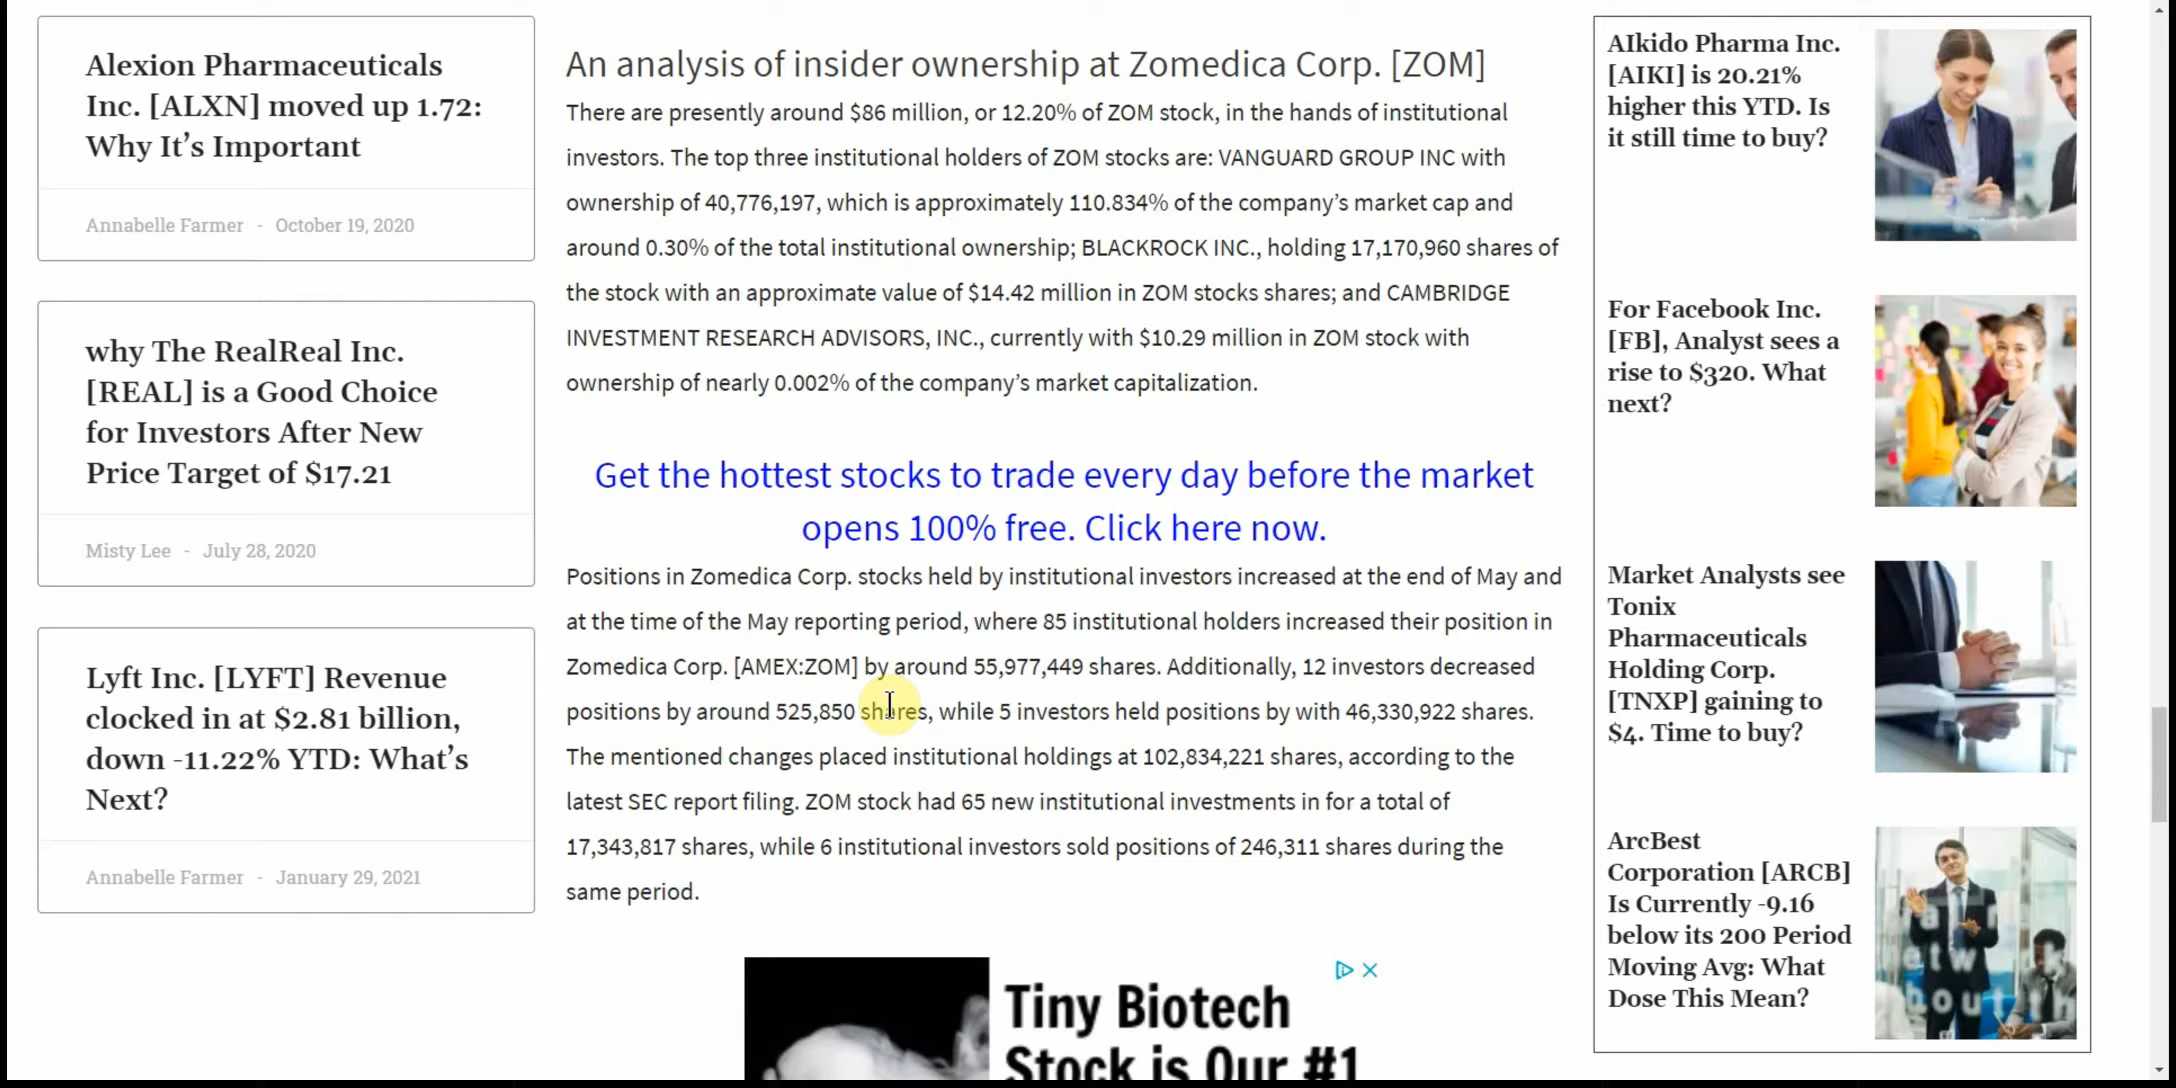 Alexion Pharmaceuticals
Inc. [ALXN] moved up 1.72:
Why It’s Important
Annabelle Farmer - October 19, 2020
why The RealReal Inc.
[REAL] is a Good Choice
for Investors After New
Price Target of $17.21
Misty Lee - July 28, 2020
Lyft Inc. [LYFT] Revenue
clocked in at $2.81 billion,
down -11.22% YTD: What’s
Next?
Annabelle Farmer - January 29, 2021
An analysis of insider ownership at Zomedica Corp. [ZOM]
There are presently around $86 million, or 12.20% of ZOM stock, in the hands of institutional
investors. The top three institutional holders of ZOM stocks are: VANGUARD GROUP INC with
ownership of 40,776,197, which is approximately 110.834% of the company’s market cap and
around 0.30% of the total institutional ownership; BLACKROCK INC., holding 17,170,960 shares of
the stock with an approximate value of $14.42 million in ZOM stocks shares; and CAMBRIDGE
INVESTMENT RESEARCH ADVISORS, INC., currently with $10.29 million in ZOM stock with
ownership of nearly 0.002% of the company’s market capitalization.
Get the hottest stocks to trade every day before the market
opens 100% free. Click here now.
Positions in Zomedica Corp. stocks held by institutional investors increased at the end of May and
at the time of the May reporting period, where 85 institutional holders increased their position in
Zomedica Corp. [AMEX:ZOM] by around 55,977,449 shares. Additionally, 12 investors decreased
positions by around 525,850 shares, while 5 investors held positions by with 46,330,922 shares.
The mentioned changes placed institutional holdings at 102,834,221 shares, according to the
latest SEC report filing. ZOM stock had 65 new institutional investments in for a total of
17,343,817 shares, while 6 institutional investors sold positions of 246,311 shares during the
same period.
Tiny Biotech
Stock is Our #1
AIkido Pharma Inc.
[AIKI] is 20.21%
higher this YTD. Is
it still time to buy?
For Facebook Inc.
[FB], Analyst sees a
rise to $320. What
next?
Market Analysts see
Tonix
Pharmaceuticals
Holding Corp.
[TNXP] gaining to
$4. Time to buy?
ArcBest
Corporation [ARCB]
Is Currently -9.16
below its 200 Period
Moving Avg: What
Dose This Mean?